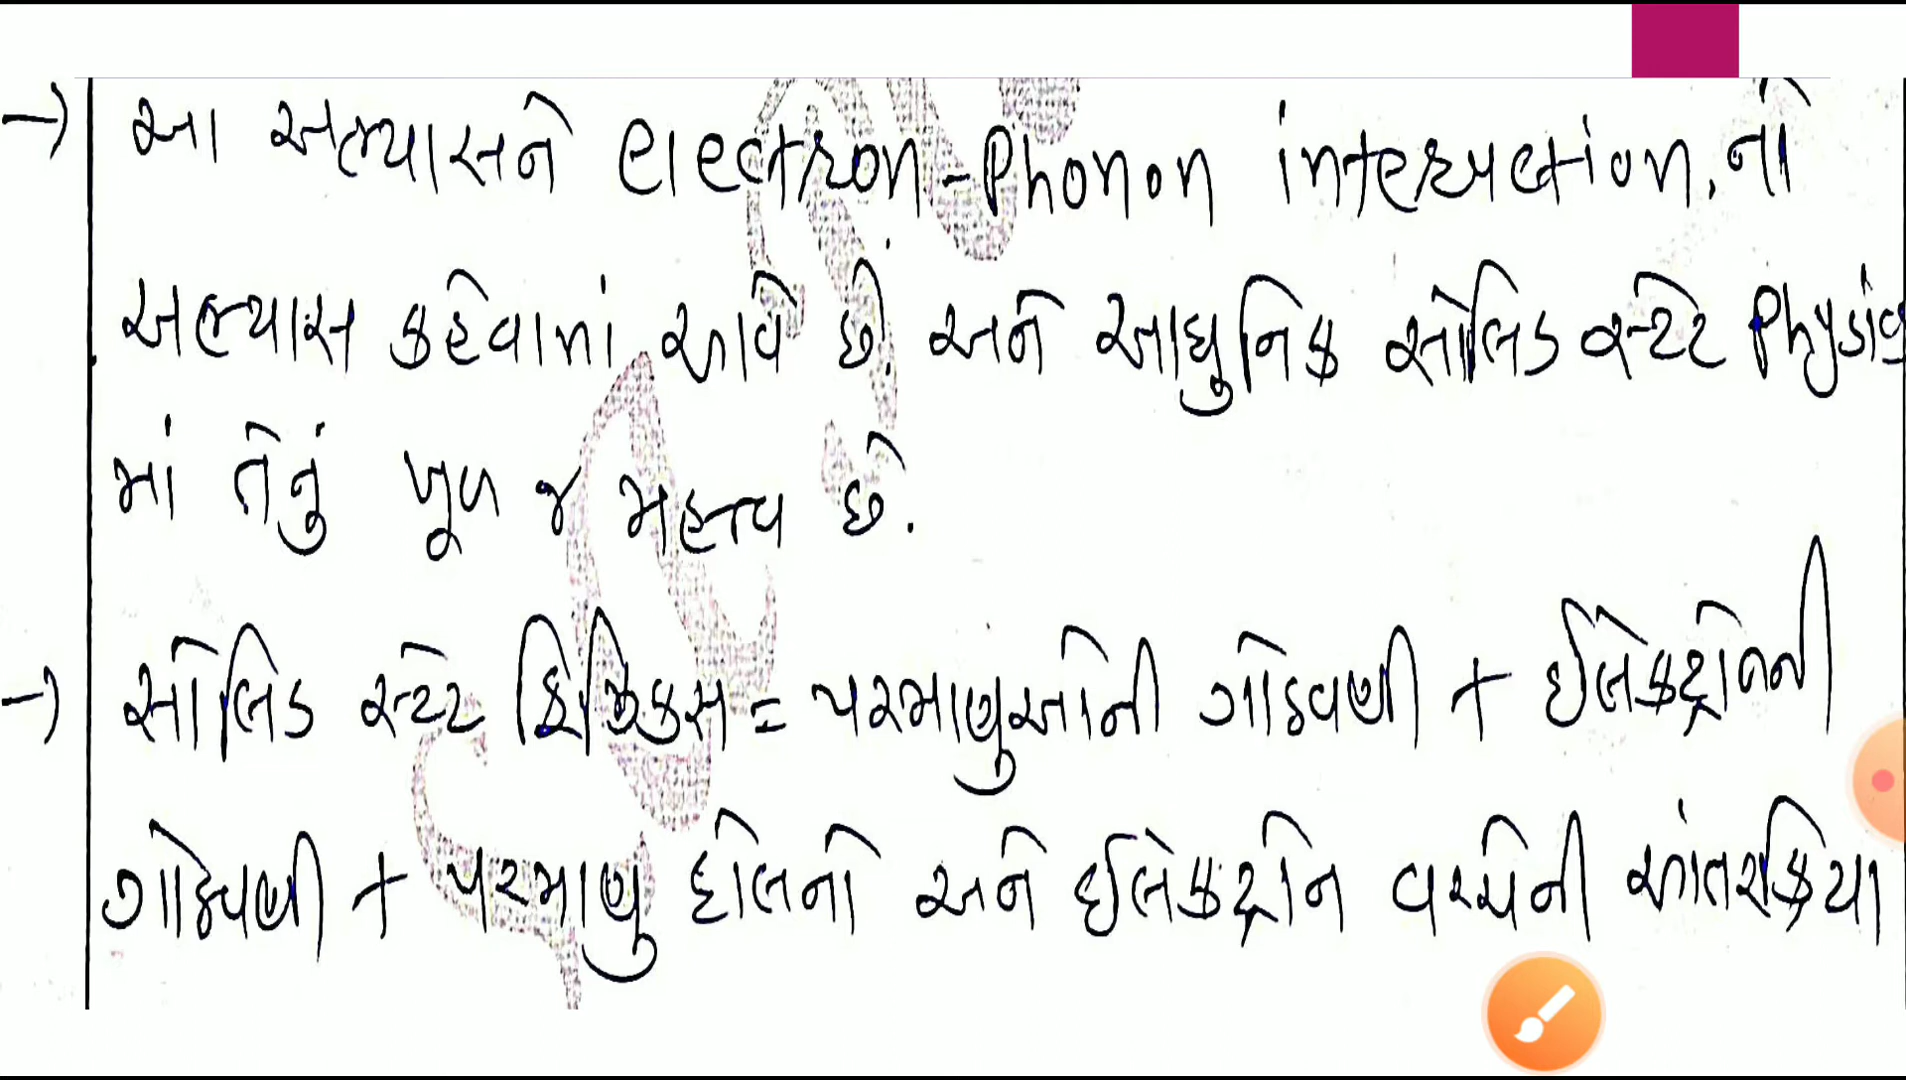 → આ અભ્યાસને electron-Phonon interaction નો
અભ્યાસ કહેવામાં આવે છે. અને આધુનિક સોલિડ સ્ટેટ Physics
માં તેનું ખૂબ જ મહત્ત્વ છે.
→ સોલિડ સ્ટેટ ફિઝિક્સ = પરમાણુઓની ગોઠવણી + ઈલેક્ટ્રોનની
ગોઠવણી + પરમાણુ દોલનો અને ઈલેક્ટ્રોન વચ્ચેની આંતરક્રિયા